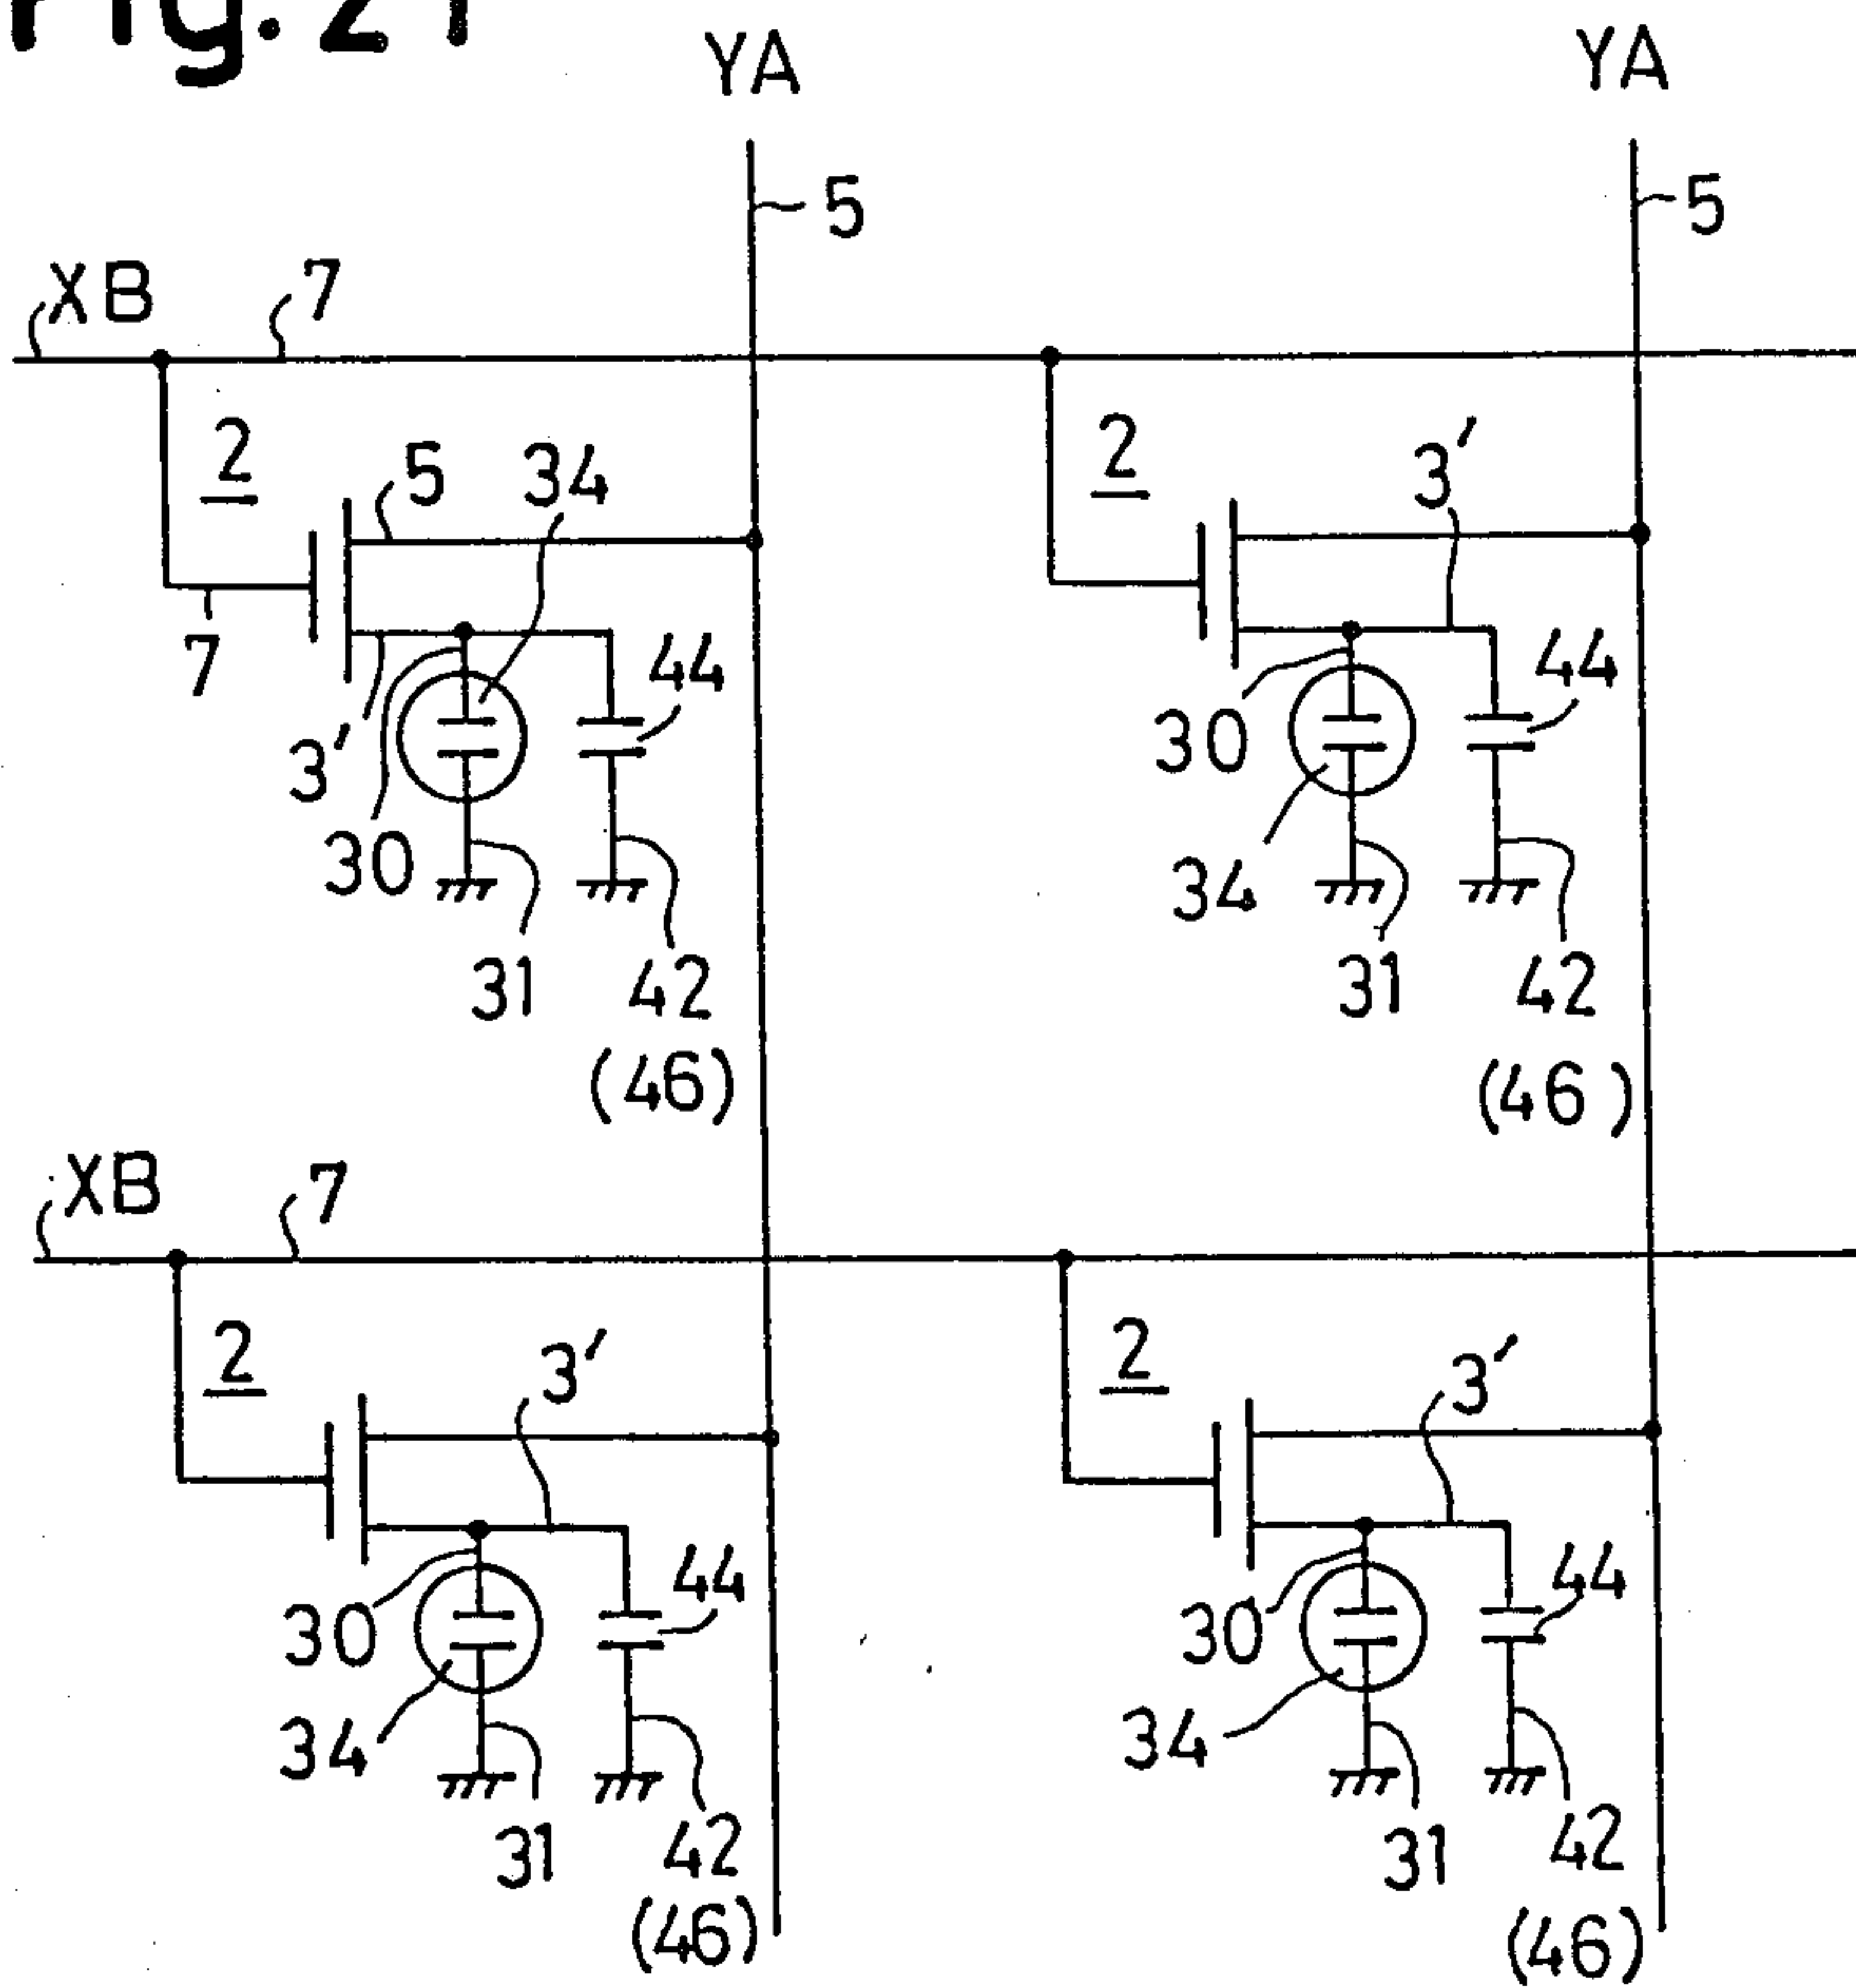 Fig. 21
YA YA
5 5
XB 7
2 5 34 2 3'
7 44 44
3' 30
30 34
31 42 31 42
(46) (46)
XB 7
2 3' 2 3'
44 44
30 30
34 34
31 42 31 42
(46) (46)